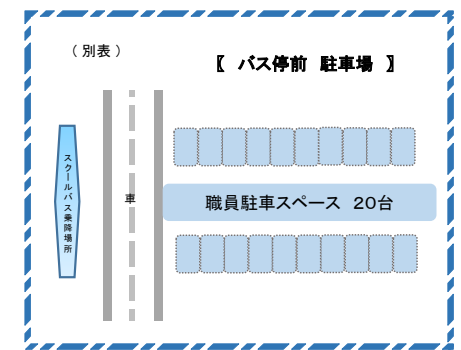 （別表）
【 バス停前 駐車場 】
スクールバス乗降場所
車
職員駐車スペース 20台